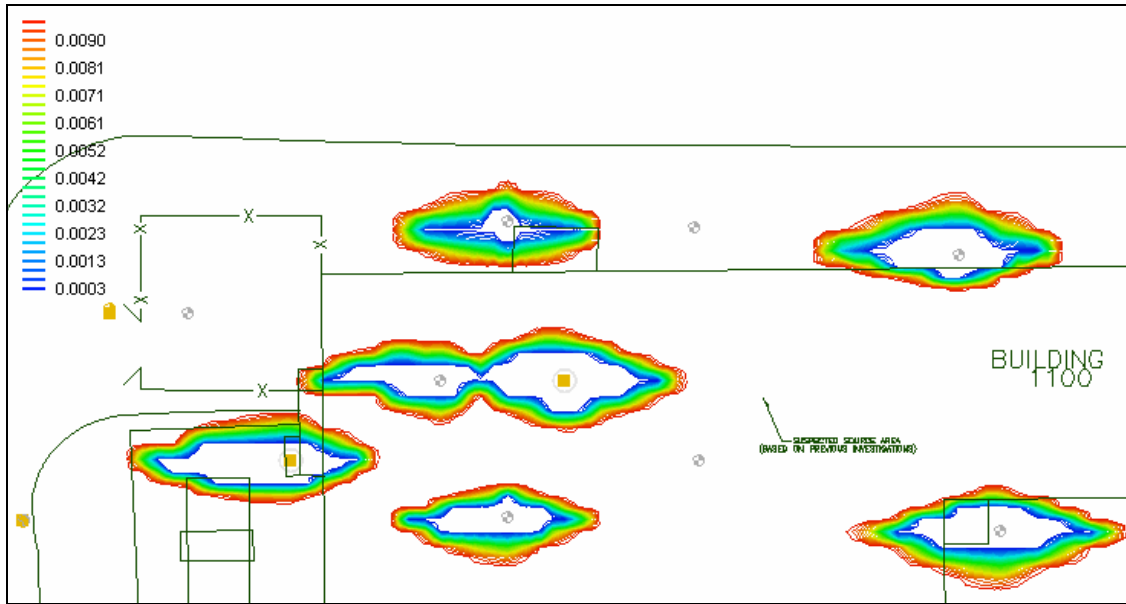 0.0090
0.0081
0.0071
0.0061
0.0052
0.0042
0.0032
0.0023
0.0013
0.0003
X
X
X
X
X
BUILDING
1100
SUSPECTED SOURCE AREA
(BASED ON PREVIOUS INVESTIGATIONS)